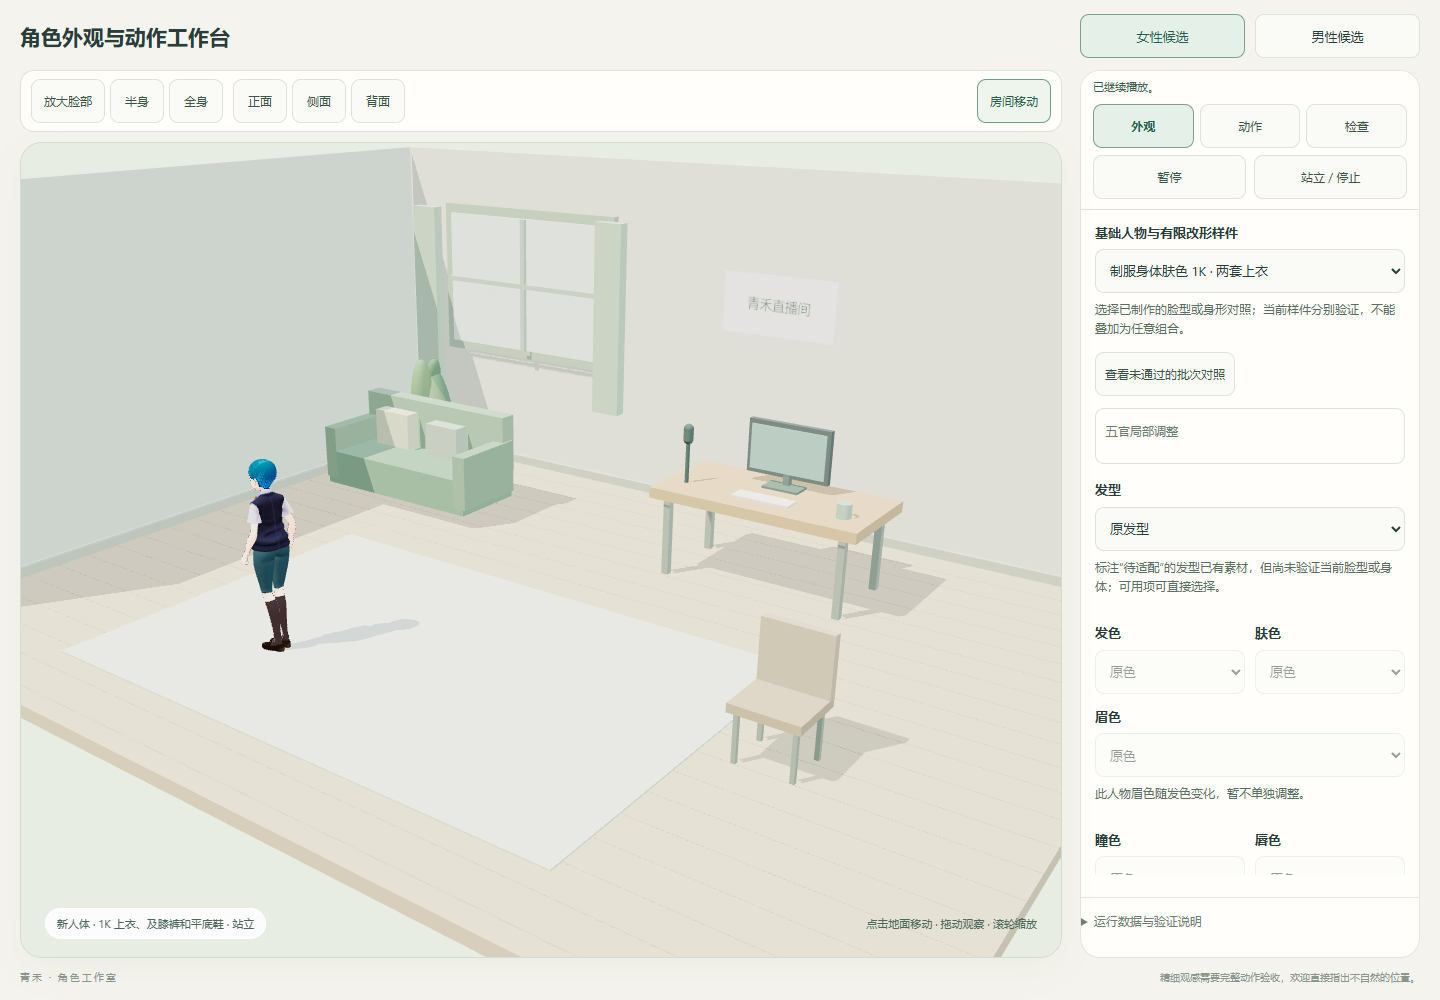 角色外观与动作工作台
女性候选
男性候选
放大脸部
半身
全身
正面
侧面
背面
房间移动
青禾直播间
新人体 · 1K 上衣、及膝裤和平底鞋 · 站立
点击地面移动 · 拖动观察 · 滚轮缩放
已继续播放。
外观
动作
检查
暂停
站立 / 停止
基础人物与有限改形样件
制服身体肤色 1K · 两套上衣
选择已制作的脸型或身形对照；当前样件分别验证，不能
叠加为任意组合。
查看未通过的批次对照
五官局部调整
发型
原发型
标注“待适配”的发型已有素材，但尚未验证当前脸型或身
体；可用项可直接选择。
发色
肤色
原色
原色
眉色
原色
此人物眉色随发色变化，暂不单独调整。
瞳色
唇色
运行数据与验证说明
青禾 · 角色工作室
精细观感需要完整动作验收，欢迎直接指出不自然的位置。